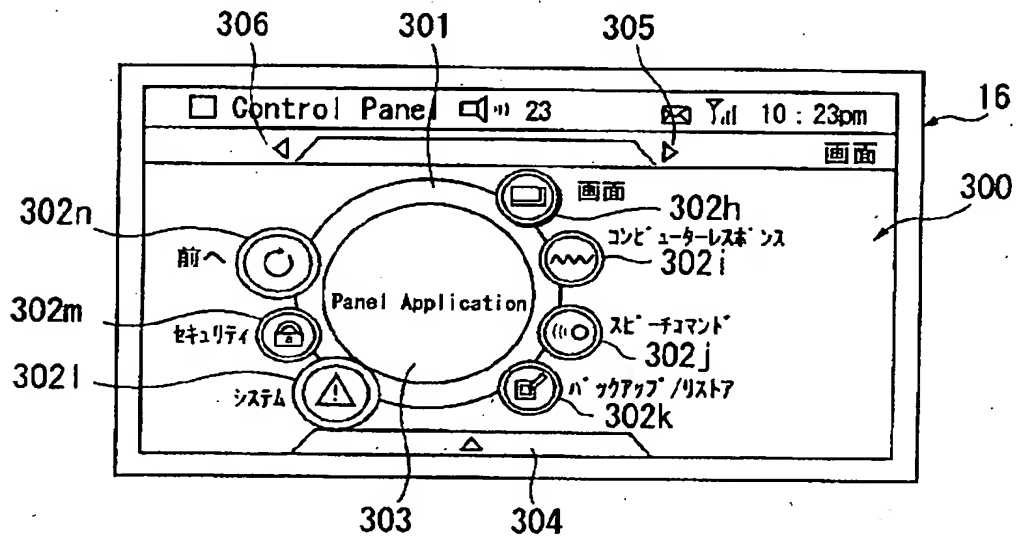 306 301 305
16
□ Control Panel 23 10:23pm
画面
300
302n
画面
302h
前へ
コンピューターレスポンス
302i
Panel Application
302m
セキュリティ
スピーチコマンド
302j
302l
システム
バックアップ/リストア
302k
303 304